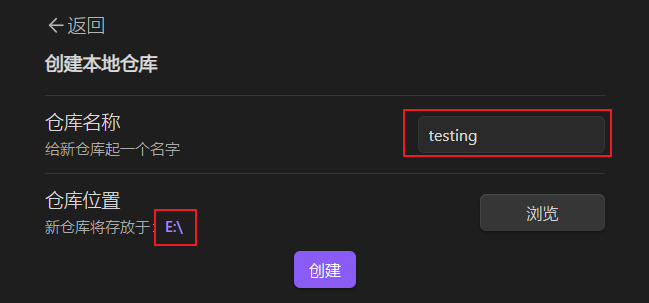 返回
创建本地仓库
仓库名称
给新仓库起一个名字
testing
仓库位置
新仓库将存放于: E:\
浏览
创建